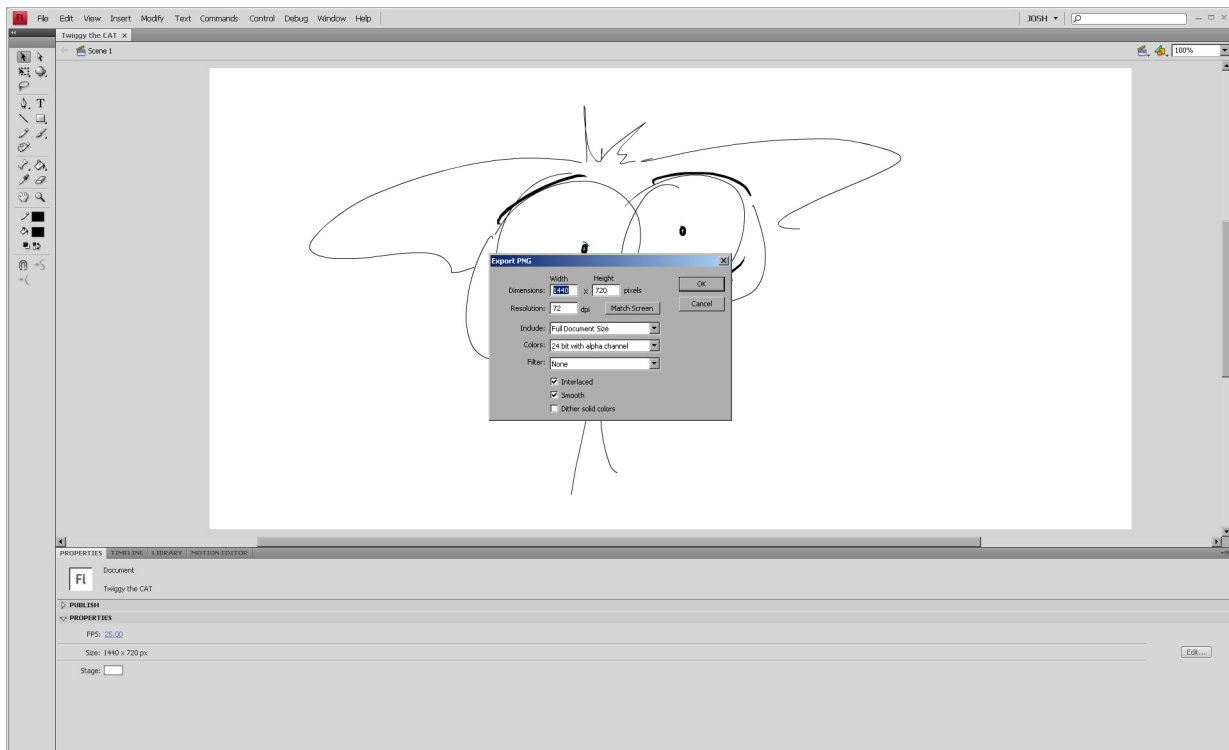 FL File Edit View Insert Modify Text Commands Control Debug Window Help JOSH
Twiggy the CAT ×
Scene 1 100%
T
Export PNG
Width Height
Dimensions: 1440 x 720 pixels OK
Resolution: 72 dpi Match Screen Cancel
Include: Full Document Size
Colors: 24 bit with alpha channel
Filter: None
Interlaced
Smooth
Dither solid colors
PROPERTIES TIMELINE LIBRARY MOTION EDITOR
FL Document
Twiggy the CAT
PUBLISH
PROPERTIES
FPS: 25.00
Size: 1440 x 720 px Edit...
Stage: